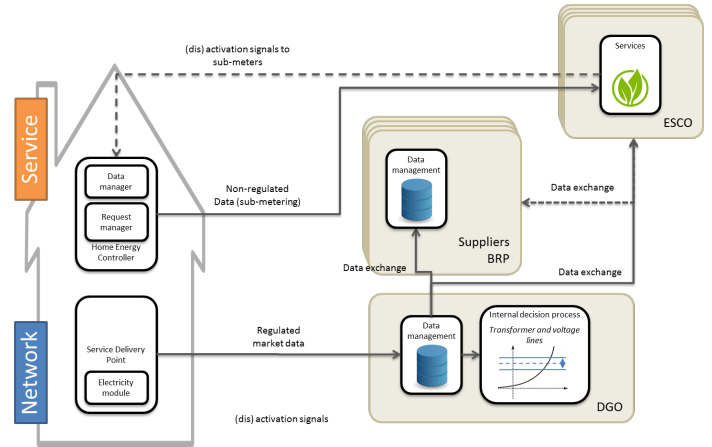 (dis) activation signals to
sub-meters
Services
ESCO
Service
Data
manager
Request
manager
Home Energy
Controller
Non-regulated
Data (sub-metering)
Data
management
Suppliers
BRP
Data exchange
Data exchange
Data exchange
Network
Service Delivery
Point
Electricity
module
Regulated
market data
Data
management
Internal decision process
Transformer and voltage
lines
DGO
(dis) activation signals